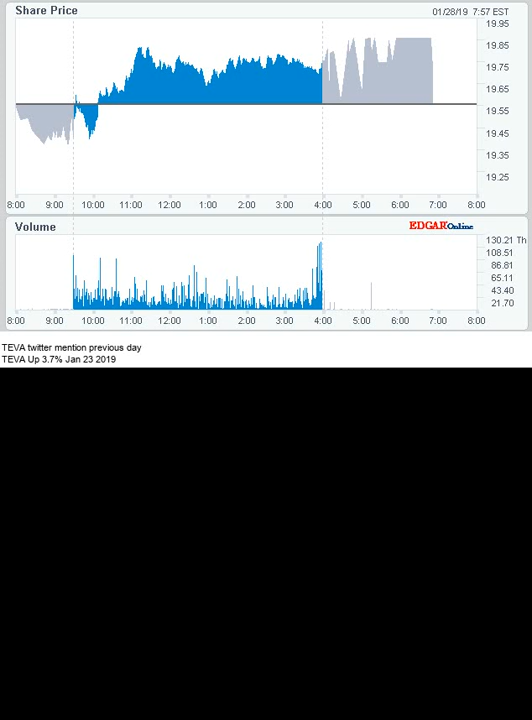 Share Price
01/28/19 7:57 EST
19.95
19.85
19.75
19.65
19.55
19.45
19.35
19.25
8:00 9:00 10:00 11:00 12:00 1:00 2:00 3:00 4:00 5:00 6:00 7:00 8:00
Volume
EDGAROnline
130.21 Th
108.51
86.81
65.11
43.40
21.70
8:00 9:00 10:00 11:00 12:00 1:00 2:00 3:00 4:00 5:00 6:00 7:00 8:00
TEVA twitter mention previous day
TEVA Up 3.7% Jan 23 2019